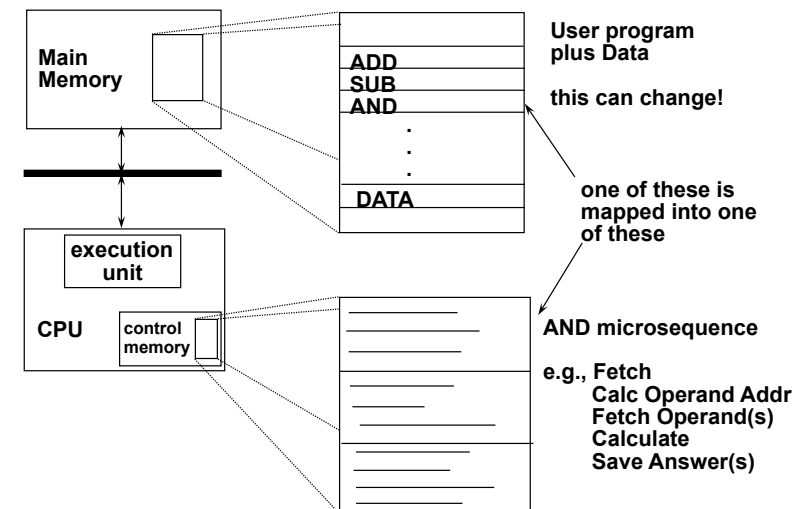 Main
Memory
ADD
SUB
AND
.
.
.
DATA
User program
plus Data
this can change!
one of these is
mapped into one
of these
execution
unit
CPU
control
memory
AND microsequence
e.g., Fetch
Calc Operand Addr
Fetch Operand(s)
Calculate
Save Answer(s)